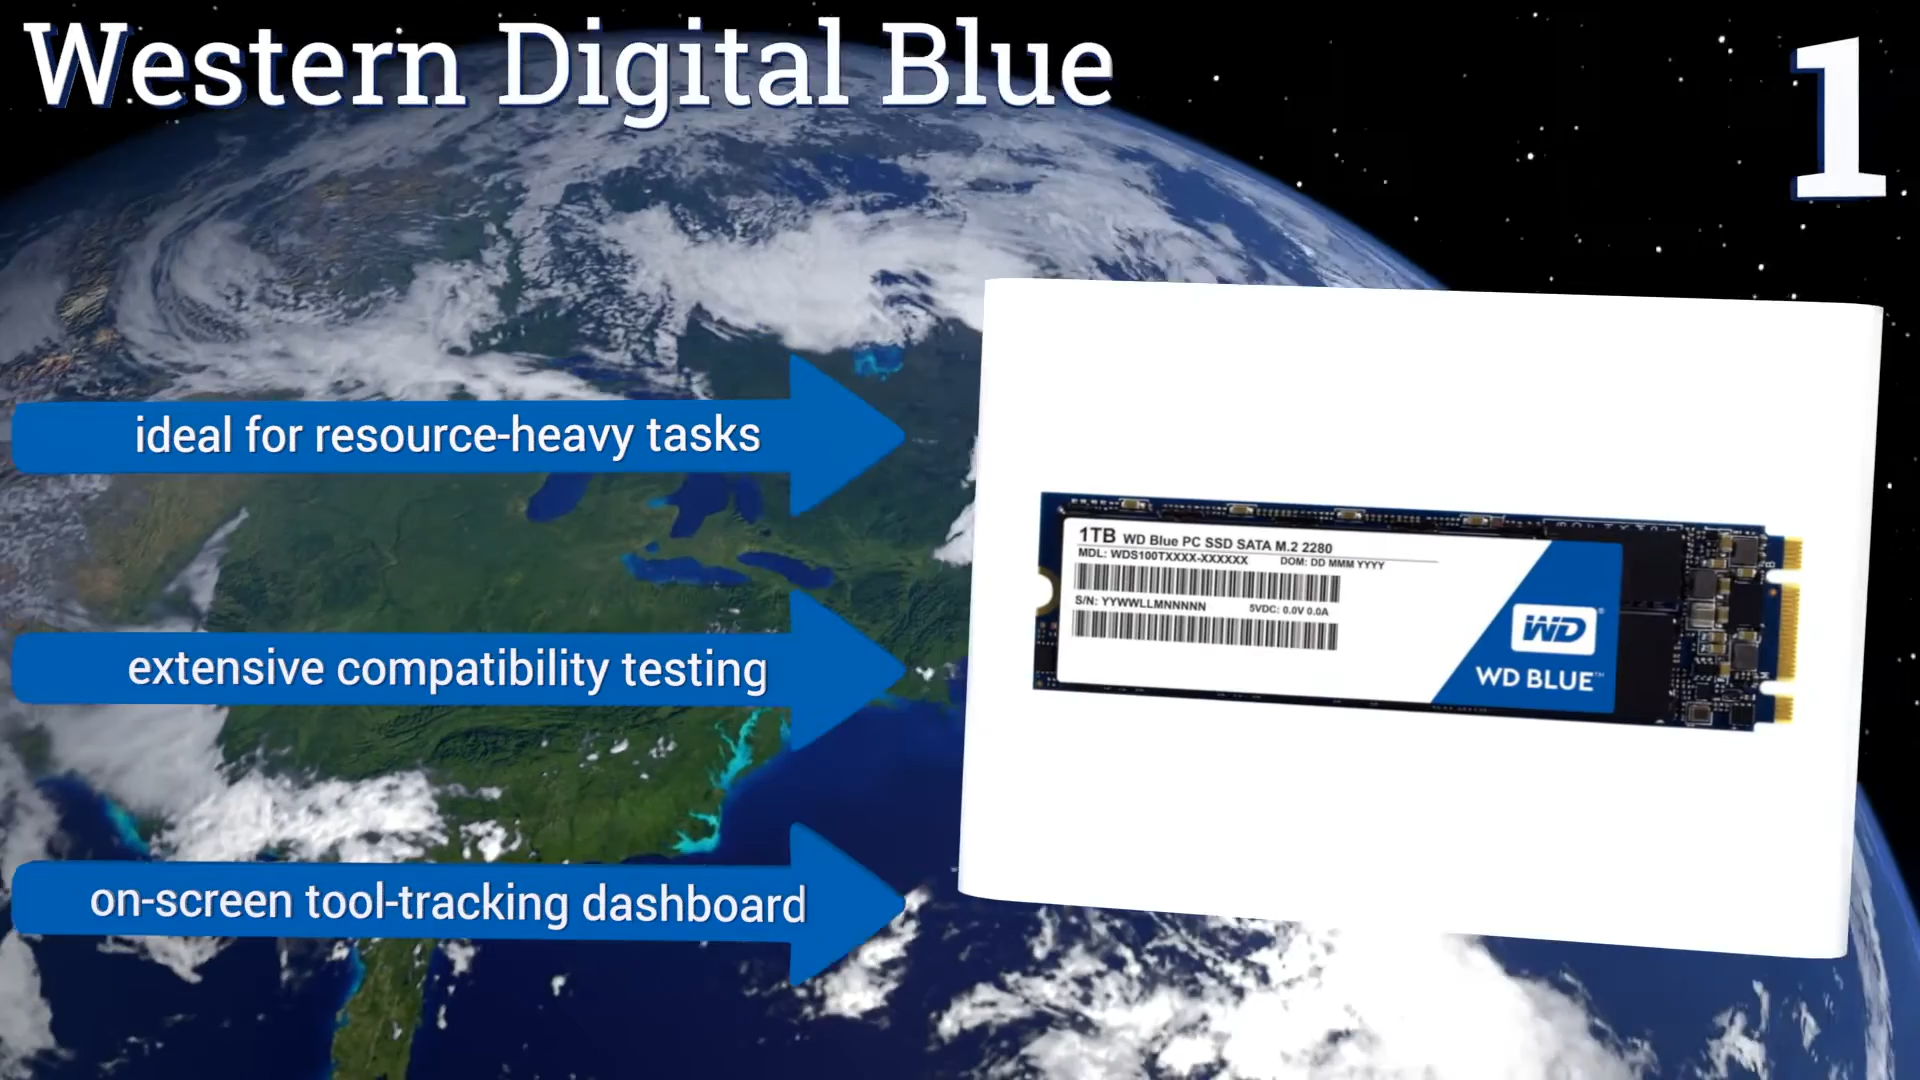 Western Digital Blue
1
ideal for resource-heavy tasks
extensive compatibility testing
on-screen tool-tracking dashboard
1TB WD Blue PC SSD SATA M.2 2280
MDL: WDS100TXXXX-XXXXXX DOM: DD MMM YYYY
S/N: YYWWLLMNNNNNN 5VDC: 0.0V 0.0A
WD®
WD BLUE™